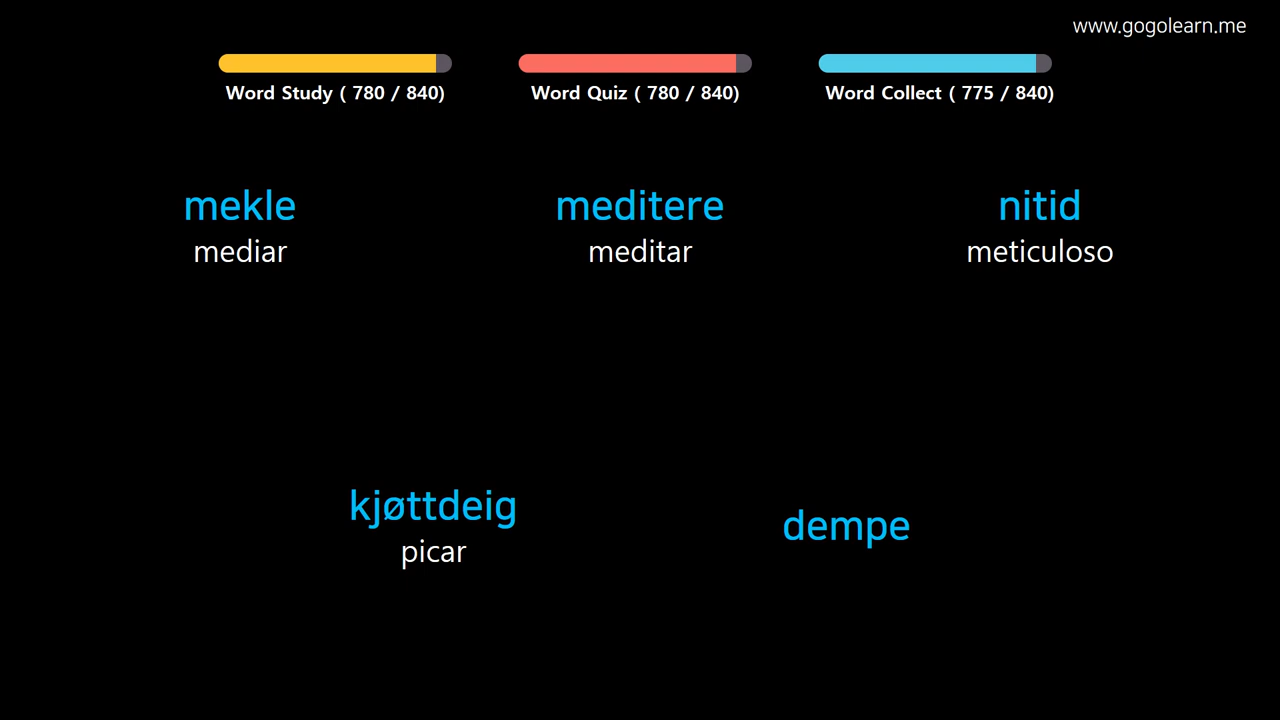 www.gogolearn.me
Word Study ( 780 / 840)
Word Quiz ( 780 / 840)
Word Collect ( 775 / 840)
mekle
mediar
meditere
meditar
nitid
meticuloso
kjøttdeig
picar
dempe